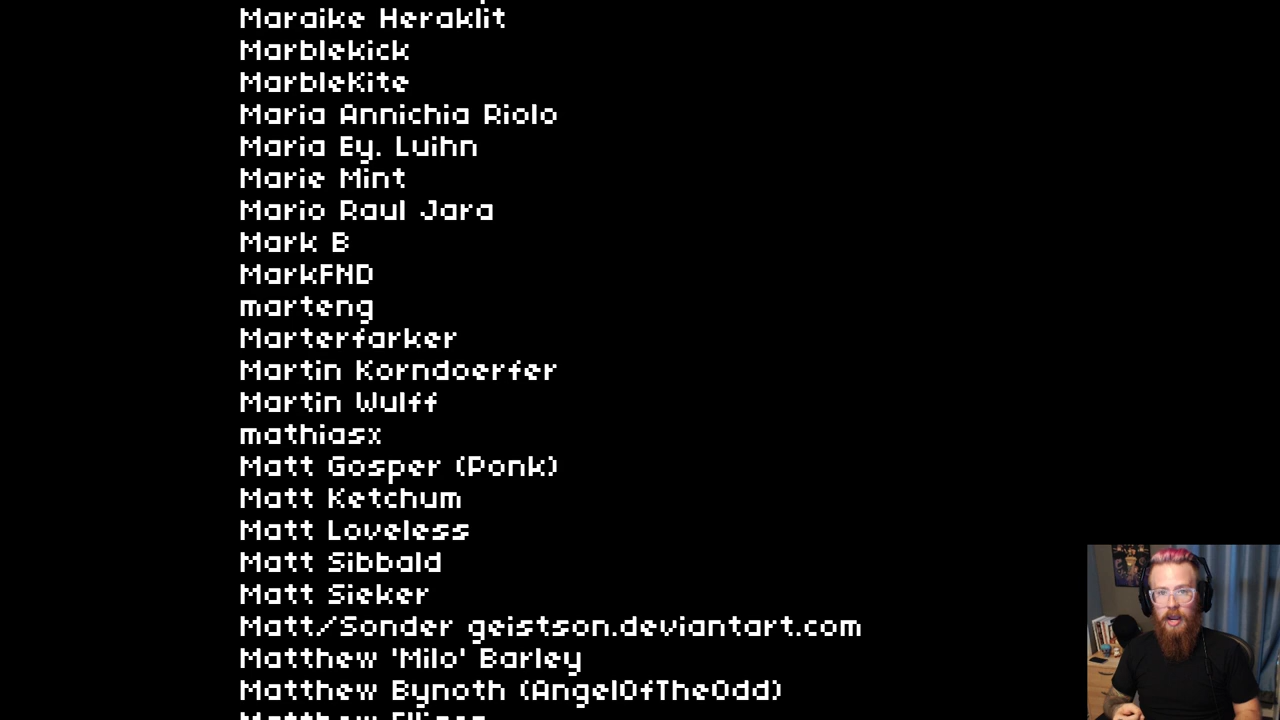 Maraike Heraklit
Marblekick
MarbleKite
Maria Annichia Riolo
Maria Ey. Luihn
Marie Mint
Mario Raul Jara
Mark B
MarkFND
marteng
Marterfarker
Martin Korndoerfer
Martin Wulff
mathiasx
Matt Gosper (Ponk)
Matt Ketchum
Matt Loveless
Matt Sibbald
Matt Sieker
Matt/Sonder geistson.deviantart.com
Matthew 'Milo' Barley
Matthew Bynoth (AngelOfTheOdd)
Matthew